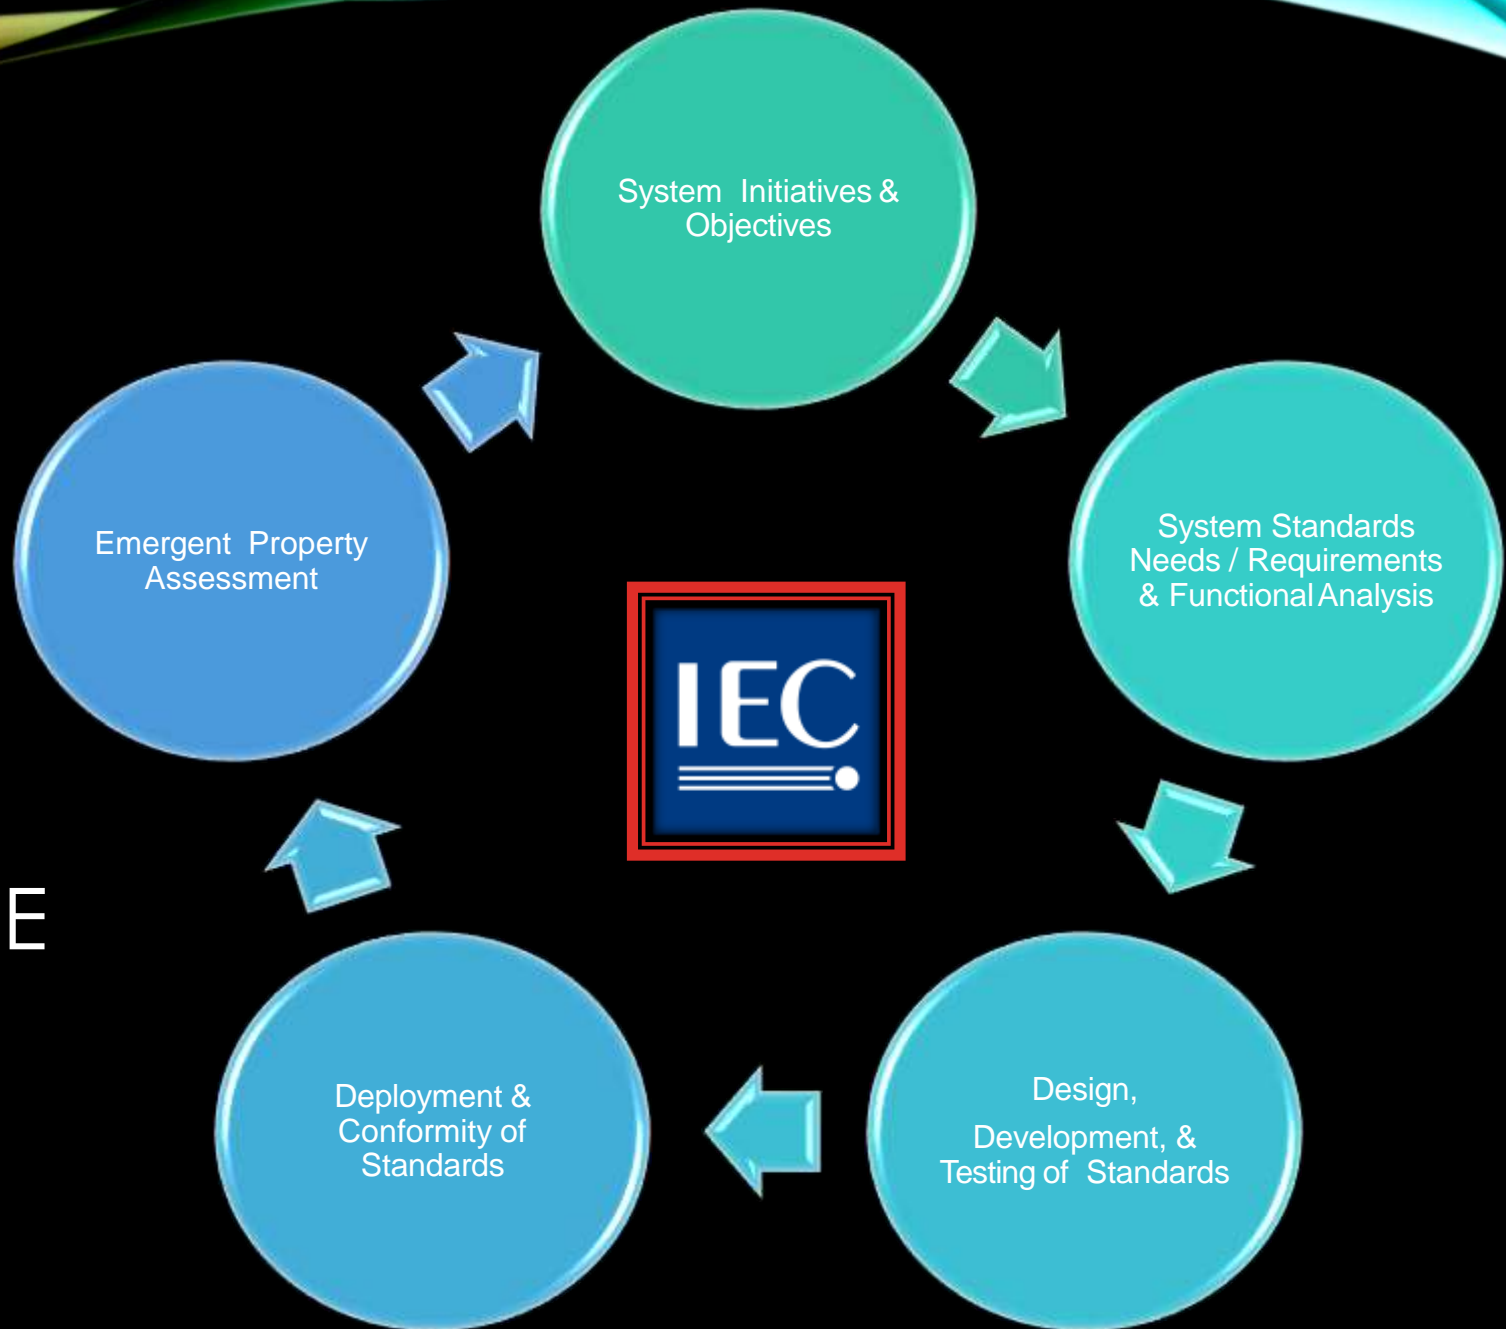 System Initiatives &
Objectives
System Standards
Needs / Requirements
& Functional Analysis
Design,
Development, &
Testing of Standards
Deployment &
Conformity of
Standards
Emergent Property
Assessment
IEC
E